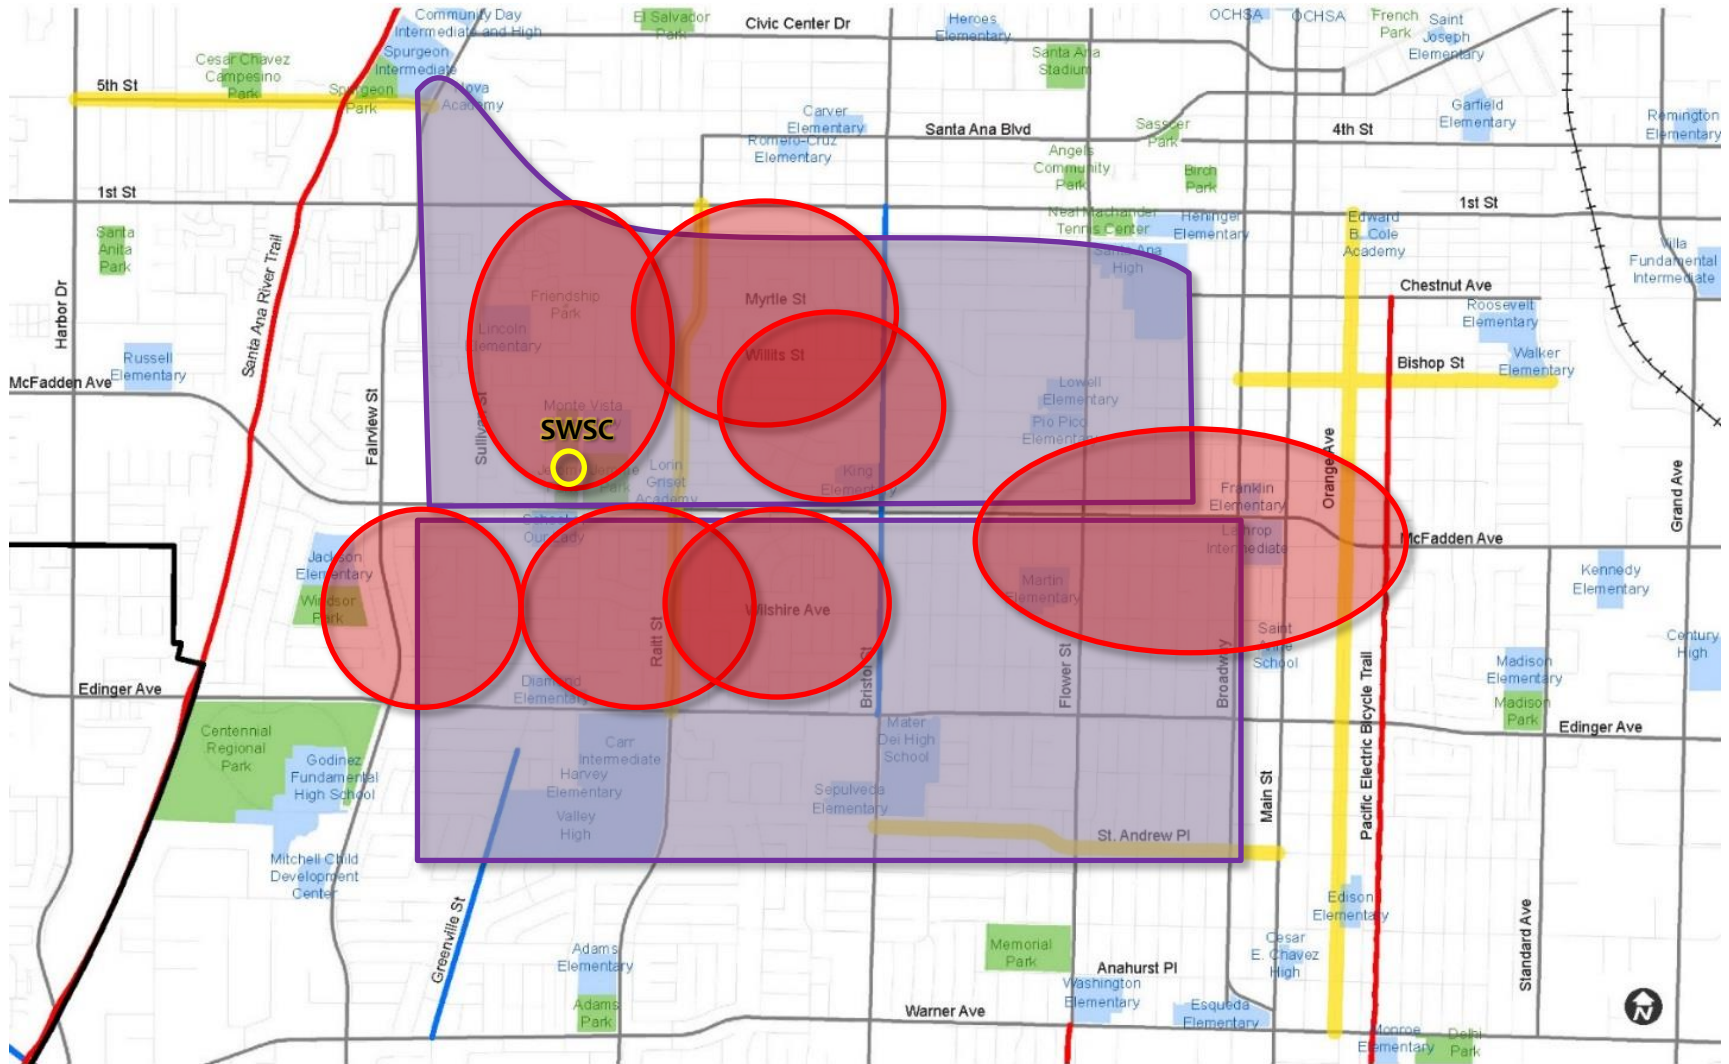 Community Day
Intermediate and High
El Salvador
Park
Civic Center Dr
Heroes
Elementary
OCHSA
OCHSA
French
Park
Saint
Joseph
Elementary
Spurgeon
Intermediate
Cesar Chavez
Campesino
Park
Santa Ana
Stadium
5th St
Spurgeon
Park
Nova
Academy
Carver
Elementary
Romero-Cruz
Elementary
Santa Ana Blvd
Sasscer
Park
4th St
Garfield
Elementary
Remington
Elementary
Angels
Community
Park
Birch
Park
1st St
1st St
Neal Machander
Tennis Center
Heninger
Elementary
Edward
B. Cole
Academy
Santa
Anita
Park
Santa Ana River Trail
Santa Ana
High
Villa
Fundamental
Intermediate
Harbor Dr
Friendship
Park
Myrtle St
Chestnut Ave
Roosevelt
Elementary
Lincoln
Elementary
Willits St
Bishop St
Walker
Elementary
Russell
Elementary
McFadden Ave
Fairview St
Sullivan St
Monte Vista
SWSC
Lowell
Elementary
Pio Pico
Elementary
Orange Ave
Grand Ave
Lorin
Griset
Academy
Park
King
Elementary
Franklin
Elementary
Our Lady
Lathrop
Intermediate
McFadden Ave
Jackson
Elementary
Windsor
Park
Martin
Elementary
Kennedy
Elementary
Wilshire Ave
Raitt St
Bristol St
Flower St
Broadway
Saint
Anne
School
Century
High
Madison
Elementary
Madison
Park
Pacific Electric Bicycle Trail
Edinger Ave
Diamond
Elementary
Edinger Ave
Centennial
Regional
Park
Godinez
Fundamental
High School
Carr
Intermediate
Harvey
Elementary
Valley
High
Mater
Dei High
School
Sepulveda
Elementary
Main St
St. Andrew Pl
Mitchell Child
Development
Center
Greenville St
Edison
Elementary
Standard Ave
Adams
Elementary
Adams
Park
Memorial
Park
Anahurst Pl
Cesar
E. Chavez
High
Washington
Elementary
Esqueda
Elementary
Warner Ave
Monroe
Elementary
Delhi
Park
N